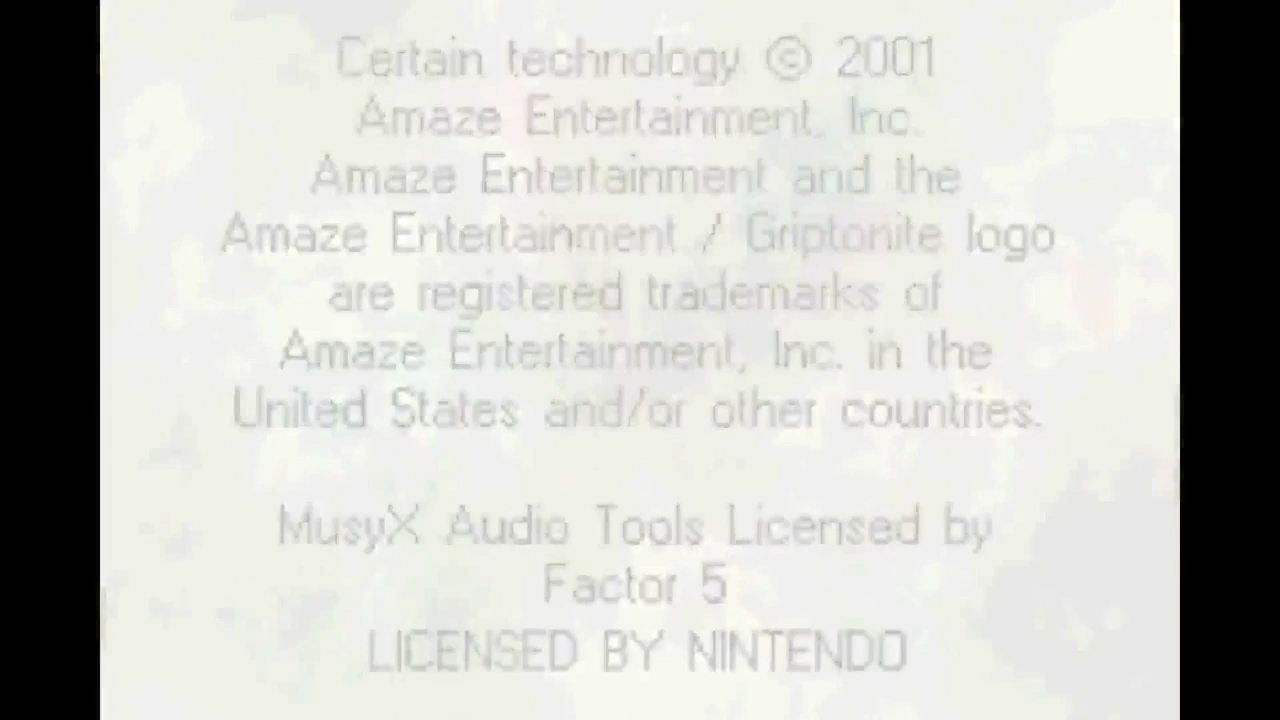 Certain technology © 2001
Amaze Entertainment, Inc.
Amaze Entertainment and the
Amaze Entertainment / Griptonite logo
are registered trademarks of
Amaze Entertainment, Inc. in the
United States and/or other countries.
MusyX Audio Tools Licensed by
Factor 5
LICENSED BY NINTENDO